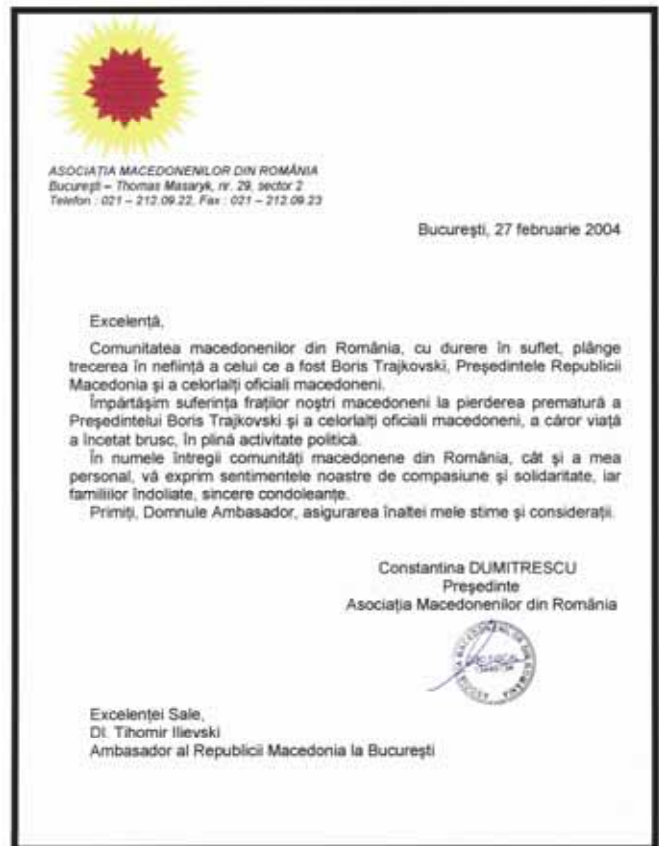 ASOCIAȚIA MACEDONENILOR DIN ROMÂNIA
București – Thomas Masaryk, nr. 29, sector 2
Telefon : 021 – 212.09.22, Fax : 021 – 212.09.23
București, 27 februarie 2004
Excelență,
Comunitatea macedonenilor din România, cu durere în suflet, plânge
trecerea în neființă a celui ce a fost Boris Trajkovski, Președintele Republicii
Macedonia și a celorlalți oficiali macedoneni.
Împărtășim suferința fraților noștri macedoneni la pierderea prematură a
Președintelui Boris Trajkovski și a celorlalți oficiali macedoneni, a căror viață
a încetat brusc, în plină activitate politică.
În numele întregii comunități macedonene din România, cât și a mea
personal, vă exprim sentimentele noastre de compasiune și solidaritate, iar
familiilor îndoliate, sincere condoleanțe.
Primiți, Domnule Ambasador, asigurarea înaltei mele stime și considerații.
Constantina DUMITRESCU
Președinte
Asociația Macedonenilor din România
ASOCIAȚIA MACEDONENILOR DIN ROMÂNIA
Excelenței Sale,
Dl. Tihomir Ilievski
Ambasador al Republicii Macedonia la București